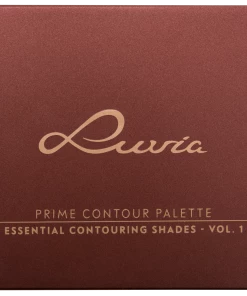 Luvia
PRIME CONTOUR PALETTE
ESSENTIAL CONTOURING SHADES - VOL. 1